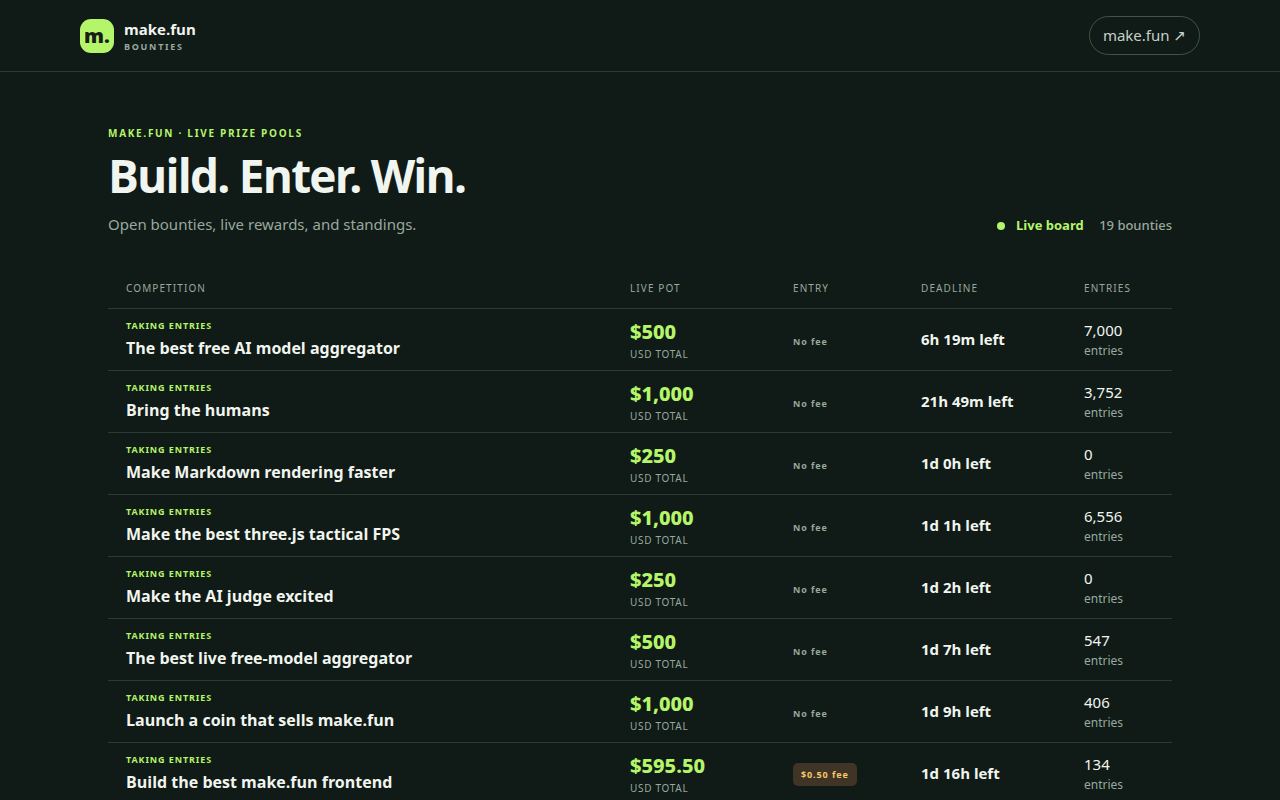 m.
make.fun
BOUNTIES
make.fun ↗
MAKE.FUN · LIVE PRIZE POOLS
Build. Enter. Win.
Open bounties, live rewards, and standings.
Live board 19 bounties
COMPETITION LIVE POT ENTRY DEADLINE ENTRIES
TAKING ENTRIES
The best free AI model aggregator
$500
USD TOTAL
No fee
6h 19m left
7,000
entries
TAKING ENTRIES
Bring the humans
$1,000
USD TOTAL
No fee
21h 49m left
3,752
entries
TAKING ENTRIES
Make Markdown rendering faster
$250
USD TOTAL
No fee
1d 0h left
0
entries
TAKING ENTRIES
Make the best three.js tactical FPS
$1,000
USD TOTAL
No fee
1d 1h left
6,556
entries
TAKING ENTRIES
Make the AI judge excited
$250
USD TOTAL
No fee
1d 2h left
0
entries
TAKING ENTRIES
The best live free-model aggregator
$500
USD TOTAL
No fee
1d 7h left
547
entries
TAKING ENTRIES
Launch a coin that sells make.fun
$1,000
USD TOTAL
No fee
1d 9h left
406
entries
TAKING ENTRIES
Build the best make.fun frontend
$595.50
USD TOTAL
$0.50 fee
1d 16h left
134
entries